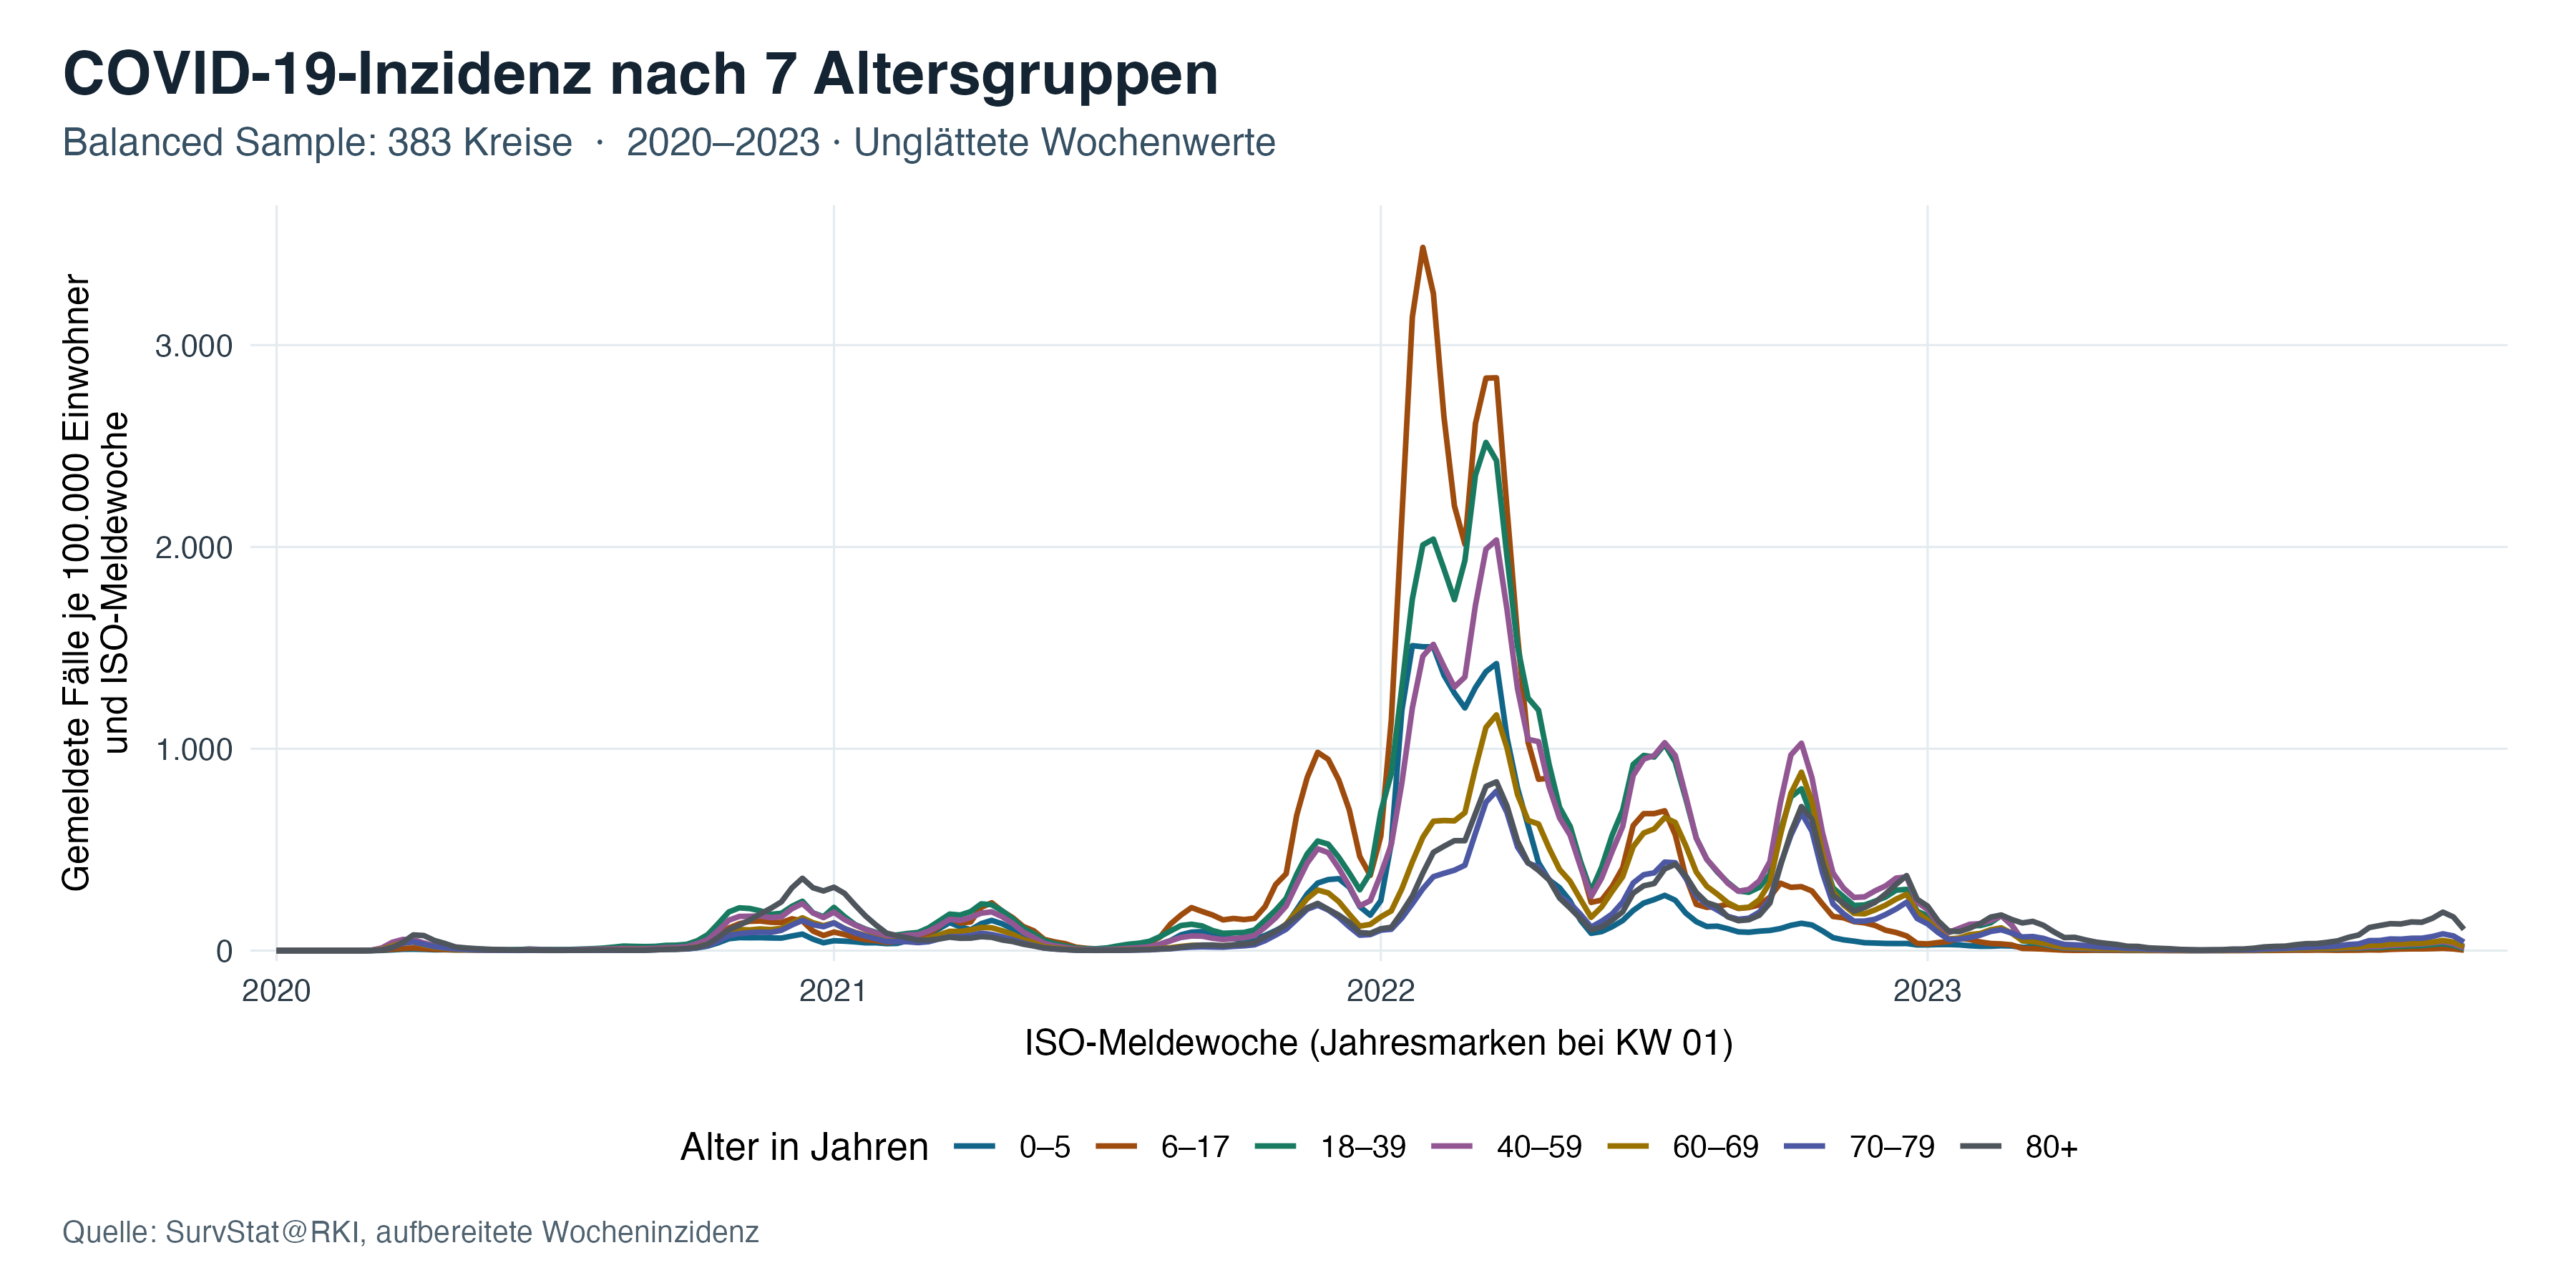 COVID-19-Inzidenz nach 7 Altersgruppen
Balanced Sample: 383 Kreise · 2020–2023 · Unglättete Wochenwerte
Gemeldete Fälle je 100.000 Einwohner
und ISO-Meldewoche
3.000
2.000
1.000
0
2020 2021 2022 2023
ISO-Meldewoche (Jahresmarken bei KW 01)
Alter in Jahren 0–5 6–17 18–39 40–59 60–69 70–79 80+
Quelle: SurvStat@RKI, aufbereitete Wocheninzidenz